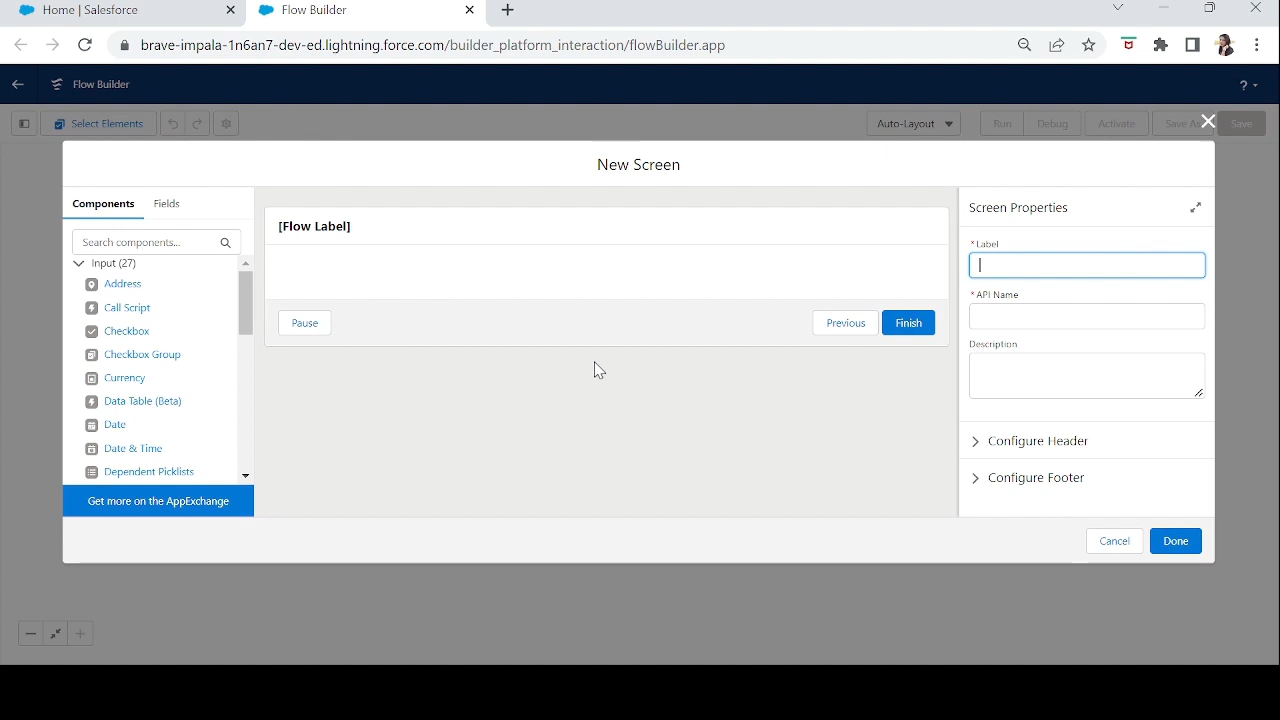 Home | Salesforce
Flow Builder
brave-impala-1n6an7-dev-ed.lightning.force.com/builder_platform_interaction/flowBuilder.app
Flow Builder
?
Select Elements
Auto-Layout
Run
Debug
Activate
Save As
Save
New Screen
Components
Fields
Search components...
Input (27)
Address
Call Script
Checkbox
Checkbox Group
Currency
Data Table (Beta)
Date
Date & Time
Dependent Picklists
Get more on the AppExchange
[Flow Label]
Pause
Previous
Finish
Screen Properties
* Label
* API Name
Description
Configure Header
Configure Footer
Cancel
Done